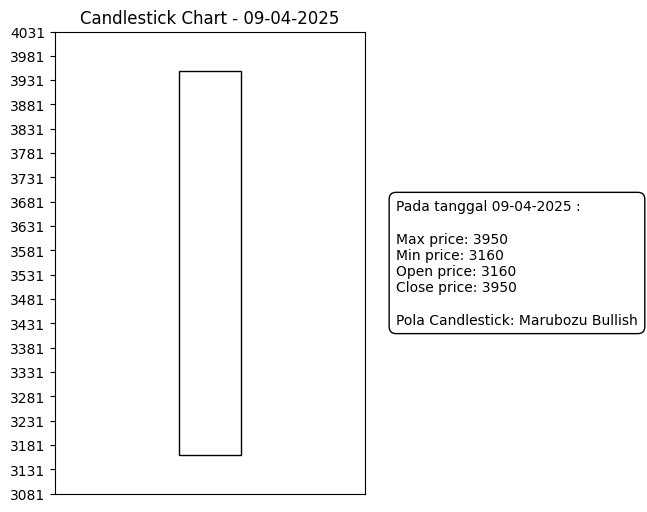 Candlestick Chart - 09-04-2025
4031
3981
3931
3881
3831
3781
3731
3681
3631
3581
3531
3481
3431
3381
3331
3281
3231
3181
3131
3081
Pada tanggal 09-04-2025 :
Max price: 3950
Min price: 3160
Open price: 3160
Close price: 3950
Pola Candlestick: Marubozu Bullish